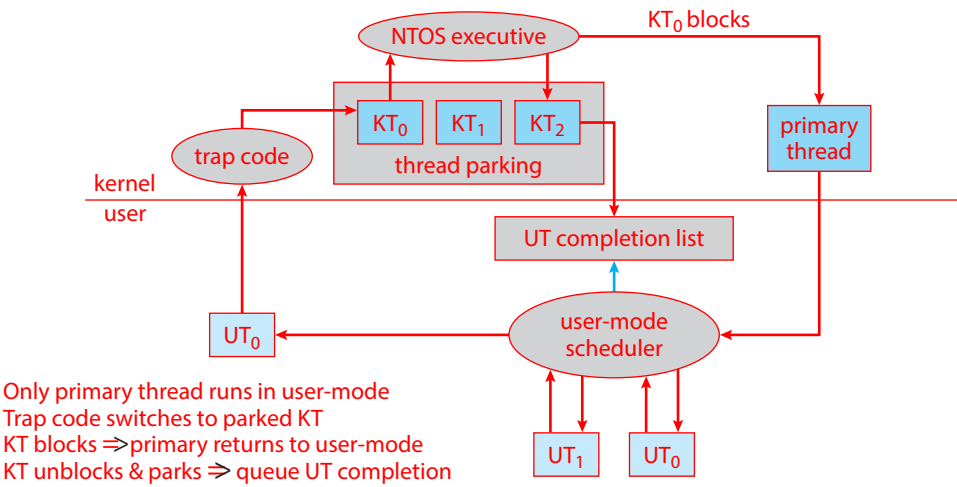 NTOS executive
KT0 blocks
KT0
KT1
KT2
primary
thread
trap code
thread parking
kernel
user
UT completion list
UT0
user-mode
scheduler
Only primary thread runs in user-mode
Trap code switches to parked KT
KT blocks ⇒ primary returns to user-mode
KT unblocks & parks ⇒ queue UT completion
UT1
UT0